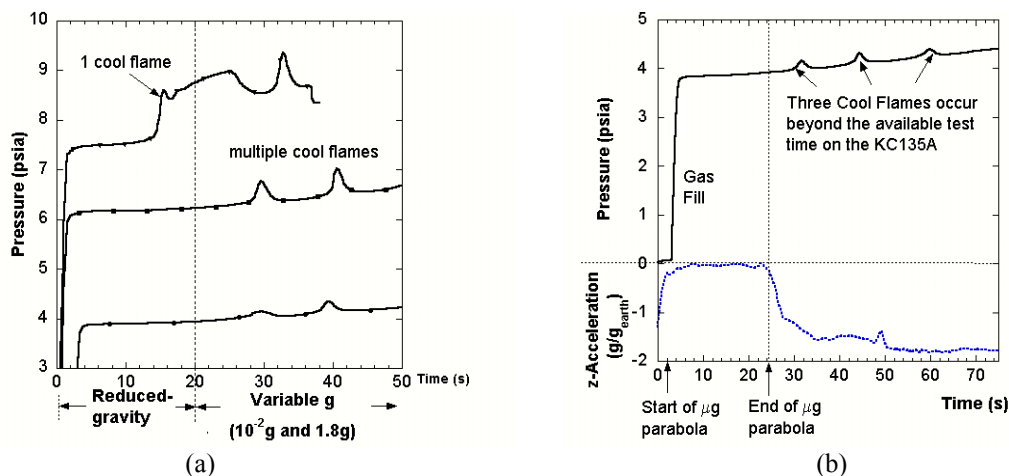 10
9
8
7
6
5
4
3
Pressure (psia)
1 cool flame
multiple cool flames
0 10 20 30 40 50 Time (s)
Reduced-
gravity
Variable g
(10⁻²g and 1.8g)
(a)
6
5
4
3
2
1
0
-1
-2
Pressure (psia)
z-Acceleration
(g/gearth)
Three Cool Flames occur
beyond the available test
time on the KC135A
Gas
Fill
0 10 20 30 40 50 60 70
Time (s)
Start of μg
parabola
End of μg
parabola
(b)